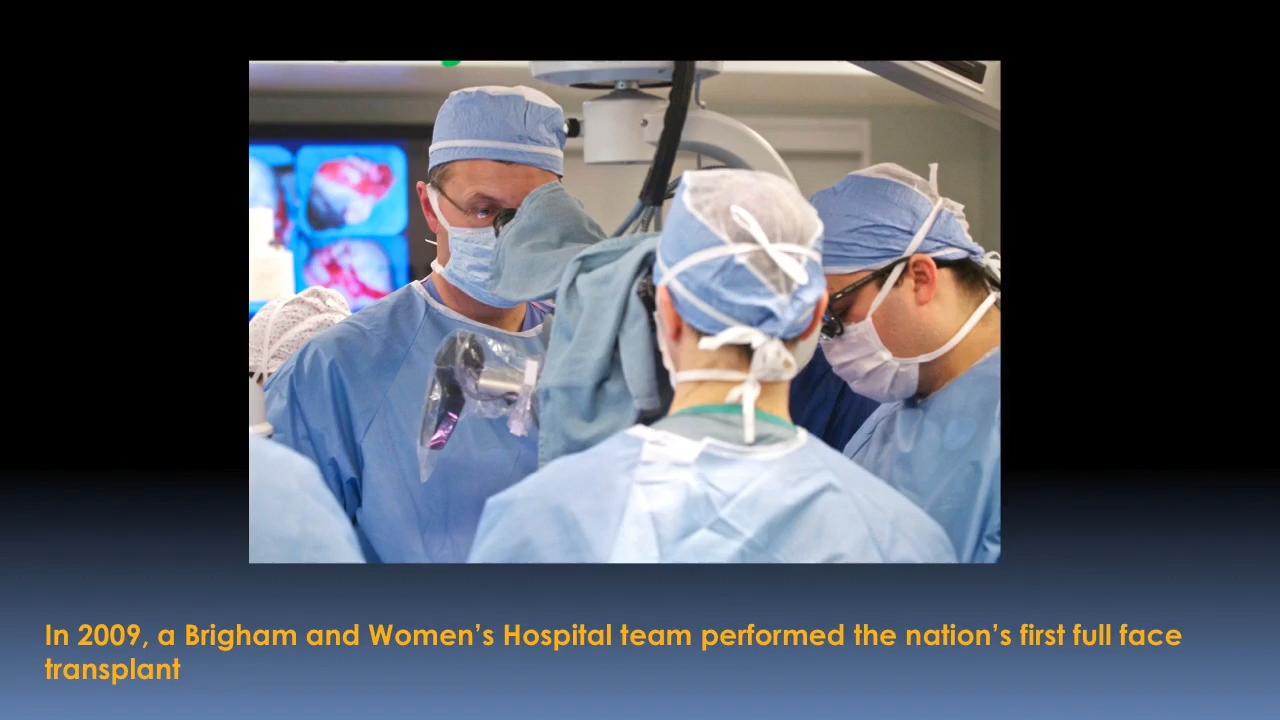 In 2009, a Brigham and Women’s Hospital team performed the nation’s first full face
transplant